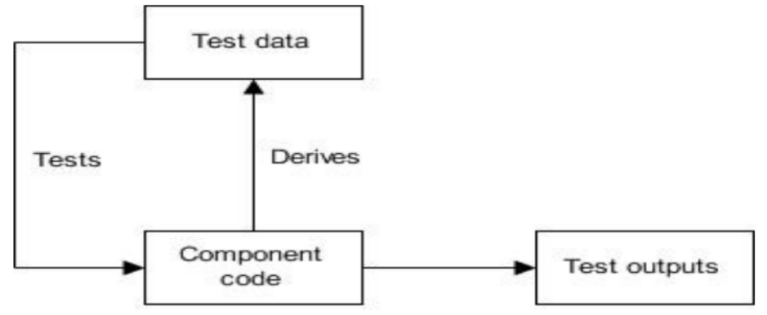 Test data
Tests
Derives
Component
code
Test outputs